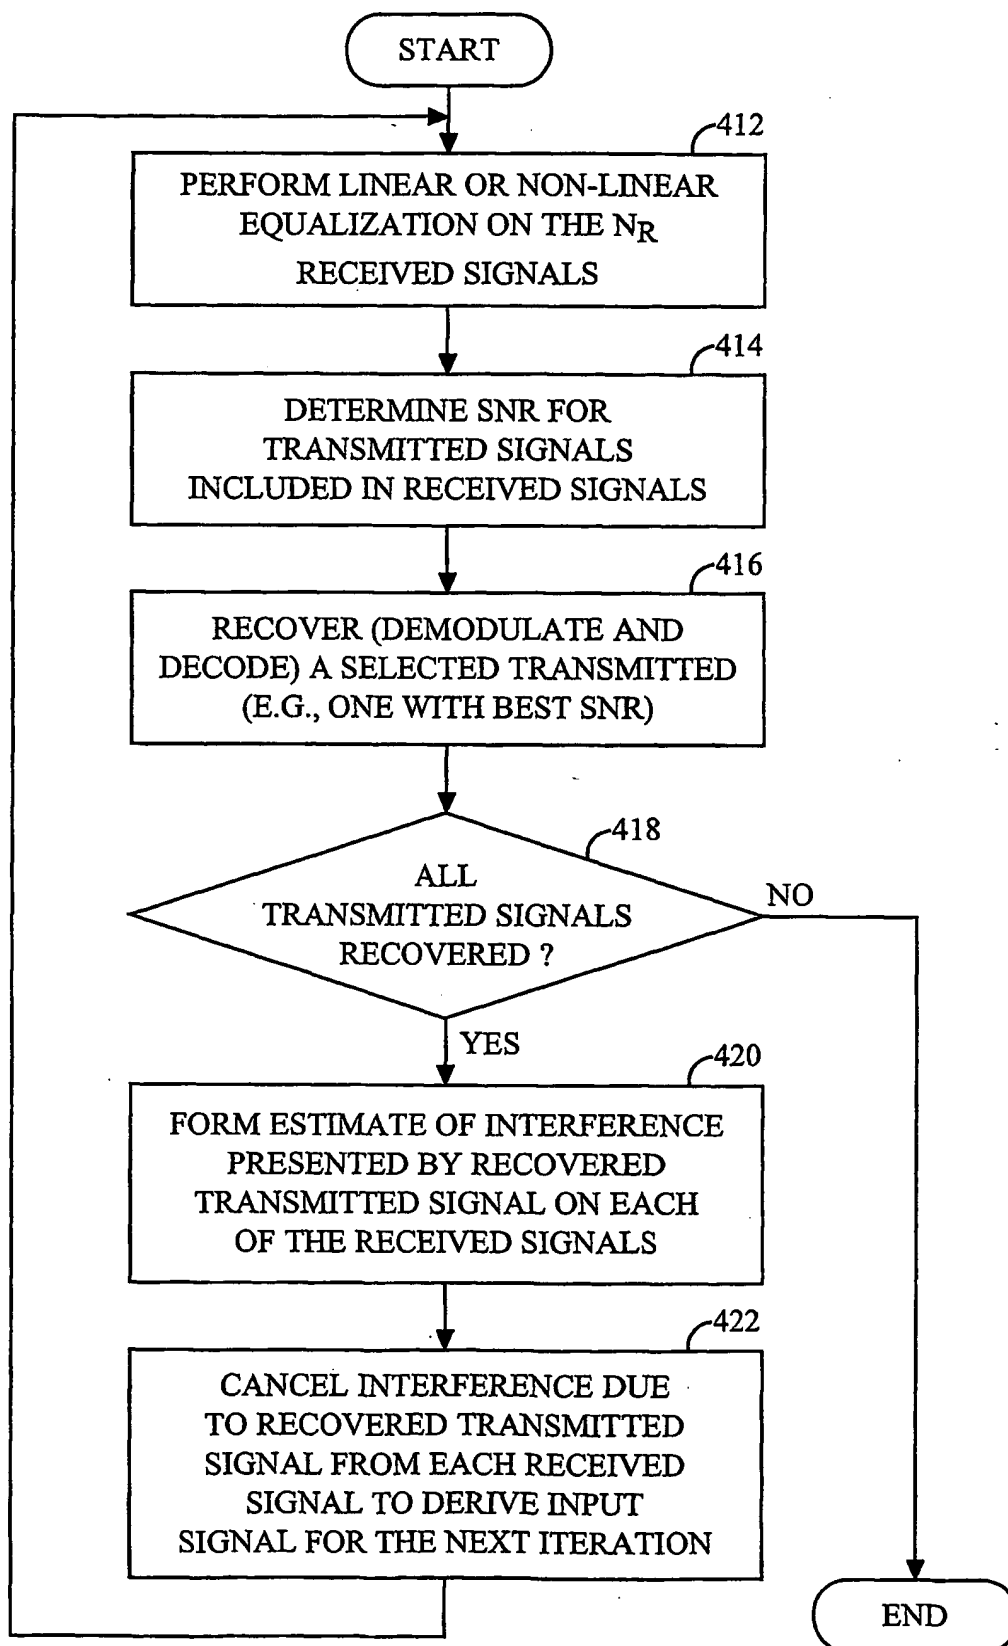 START
412
PERFORM LINEAR OR NON-LINEAR
EQUALIZATION ON THE NR
RECEIVED SIGNALS
414
DETERMINE SNR FOR
TRANSMITTED SIGNALS
INCLUDED IN RECEIVED SIGNALS
416
RECOVER (DEMODULATE AND
DECODE) A SELECTED TRANSMITTED
(E.G., ONE WITH BEST SNR)
418
ALL
TRANSMITTED SIGNALS
RECOVERED ?
NO
YES
420
FORM ESTIMATE OF INTERFERENCE
PRESENTED BY RECOVERED
TRANSMITTED SIGNAL ON EACH
OF THE RECEIVED SIGNALS
422
CANCEL INTERFERENCE DUE
TO RECOVERED TRANSMITTED
SIGNAL FROM EACH RECEIVED
SIGNAL TO DERIVE INPUT
SIGNAL FOR THE NEXT ITERATION
END